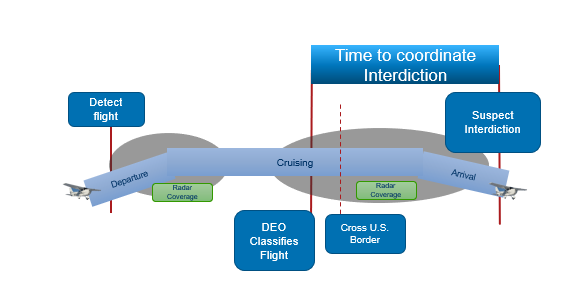 Time to coordinate
Interdiction
Detect
flight
Suspect
Interdiction
Departure
Cruising
Arrival
Radar
Coverage
Radar
Coverage
DEO
Classifies
Flight
Cross U.S.
Border